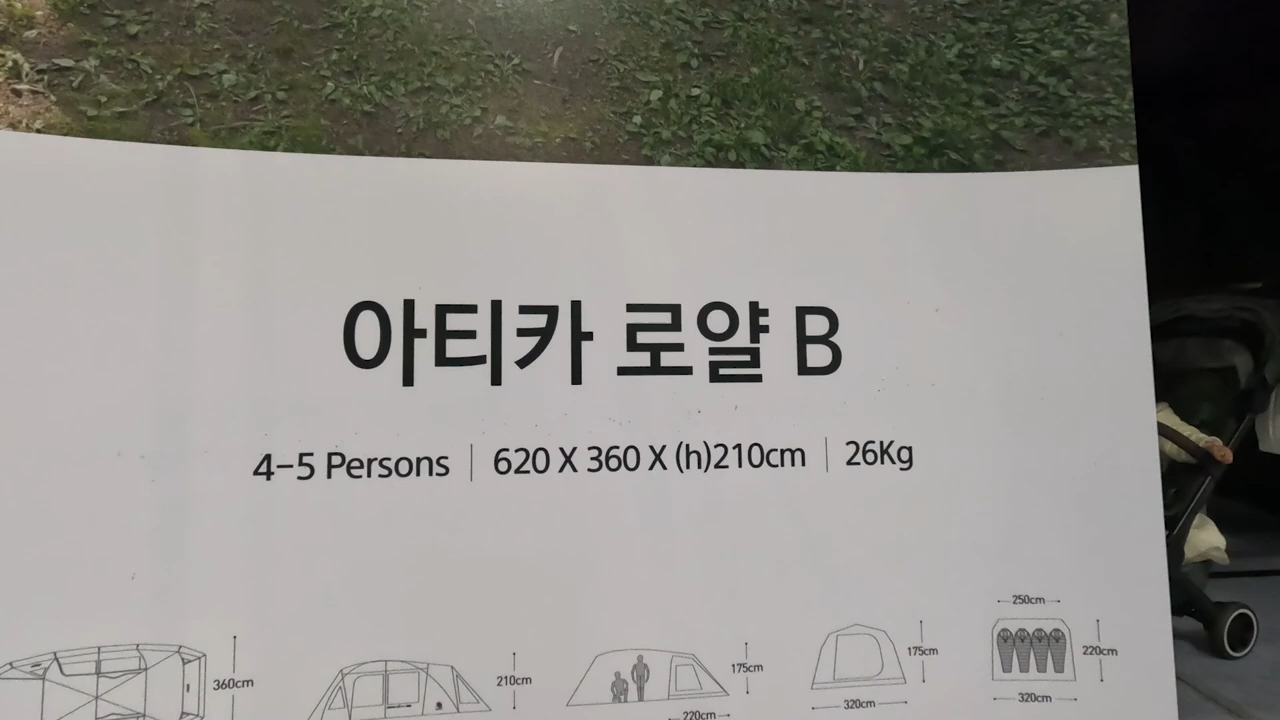 아티카 로얄 B
4-5 Persons | 620 X 360 X (h)210cm | 26Kg
250cm
360cm
210cm
175cm
175cm
220cm
220cm
320cm
320cm